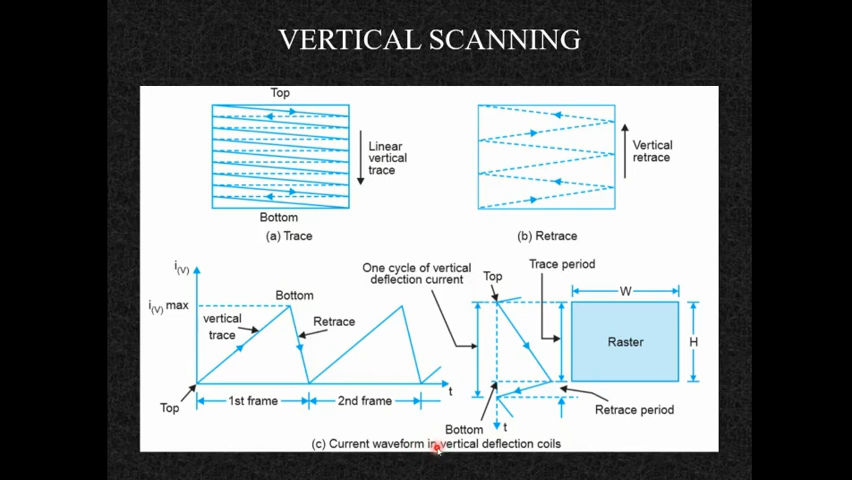 VERTICAL SCANNING
Top
Linear
vertical
trace
Bottom
(a) Trace
Vertical
retrace
(b) Retrace
i(V)
i(V) max
vertical
trace
Bottom
Retrace
Top
1st frame
2nd frame
t
One cycle of vertical
deflection current
Top
Trace period
W
Raster
H
Bottom
t
Retrace period
(c) Current waveform in vertical deflection coils